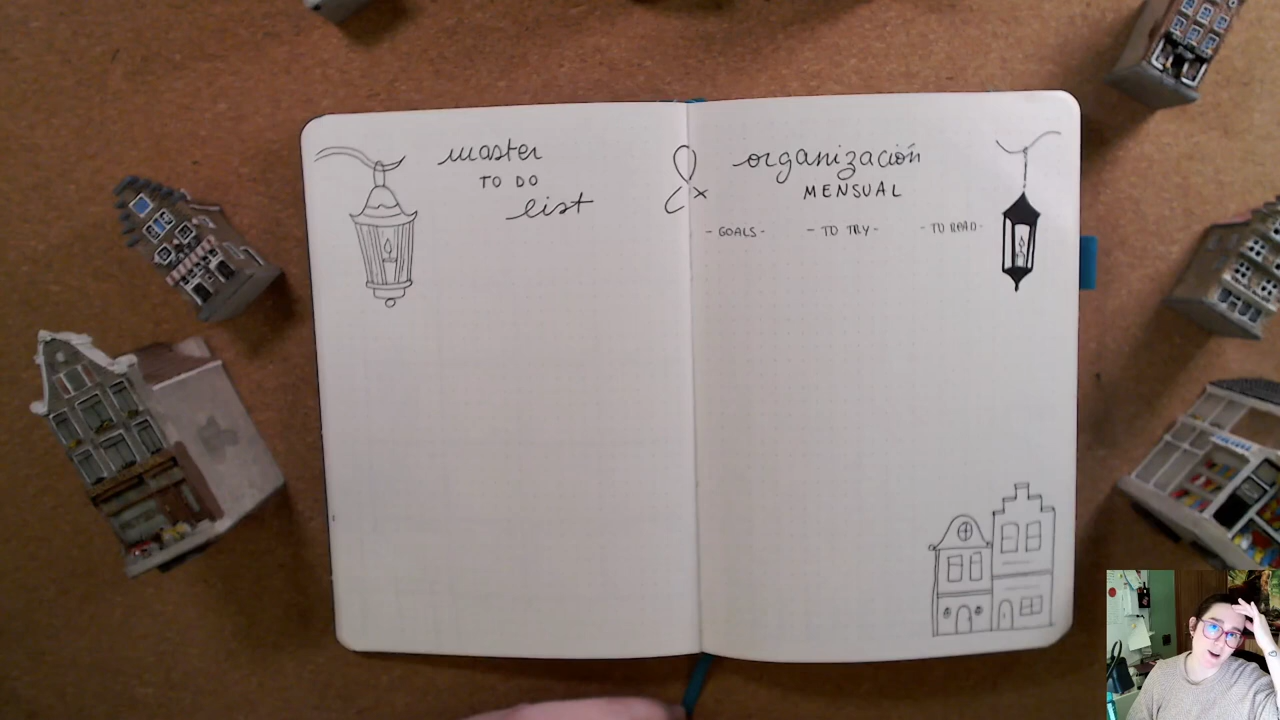 master
TO DO
list
&
organización
MENSUAL
- GOALS -
- TO TRY -
- TO READ -